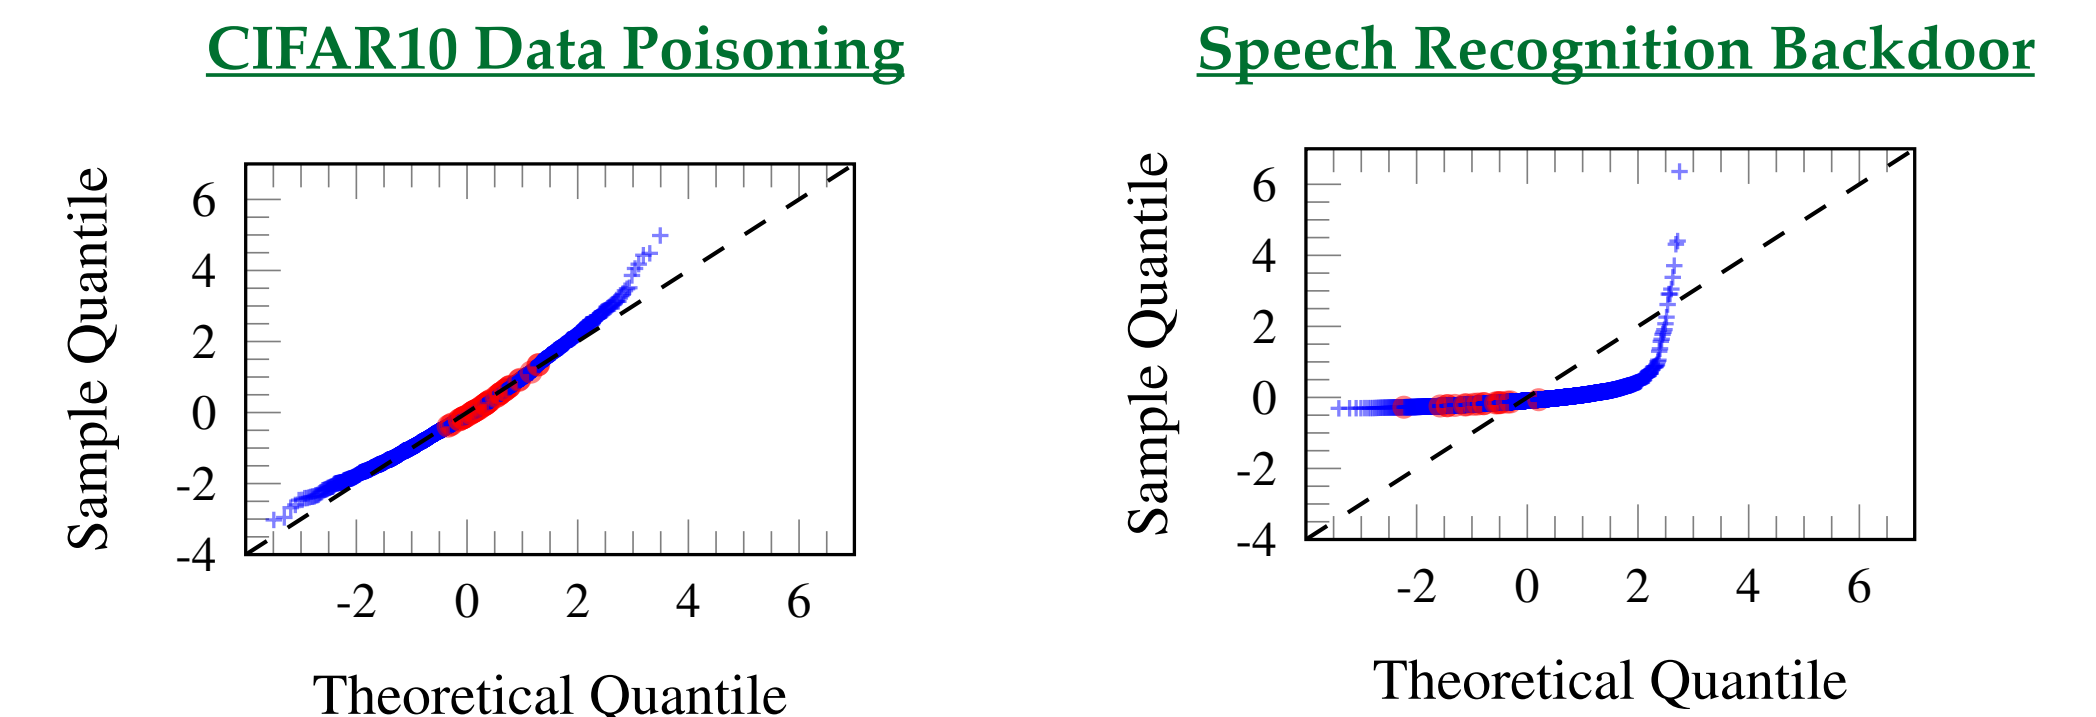 CIFAR10 Data Poisoning
Sample Quantile
6
4
2
0
-2
-4
-2 0 2 4 6
Theoretical Quantile
Speech Recognition Backdoor
Sample Quantile
6
4
2
0
-2
-4
-2 0 2 4 6
Theoretical Quantile